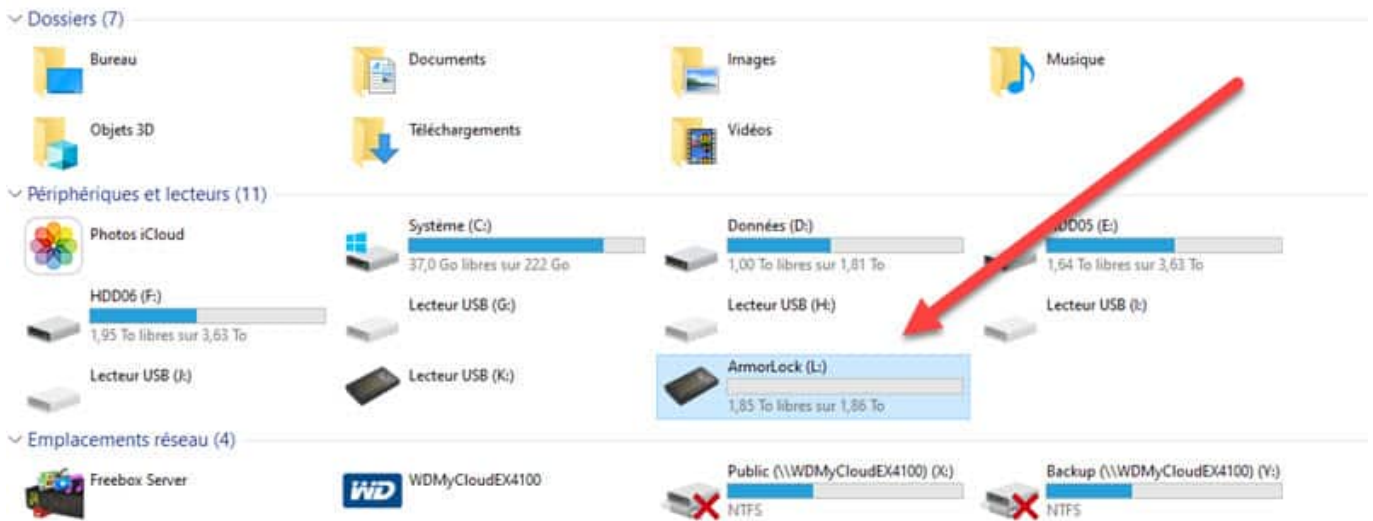 Dossiers (7)
Bureau
Documents
Images
Musique
Objets 3D
Téléchargements
Vidéos
Périphériques et lecteurs (11)
Photos iCloud
Système (C:)
37,0 Go libres sur 222 Go
Données (D:)
1,00 To libres sur 1,81 To
(E:)
1,64 To libres sur 3,63 To
HDD06 (F:)
1,95 To libres sur 3,63 To
Lecteur USB (G:)
Lecteur USB (H:)
Lecteur USB (I:)
Lecteur USB (J:)
Lecteur USB (K:)
ArmorLock (L:)
1,85 To libres sur 1,86 To
Emplacements réseau (4)
Freebox Server
WD
WDMyCloudEX4100
Public (\\WDMyCloudEX4100) (X:)
NTFS
Backup (\\WDMyCloudEX4100) (Y:)
NTFS